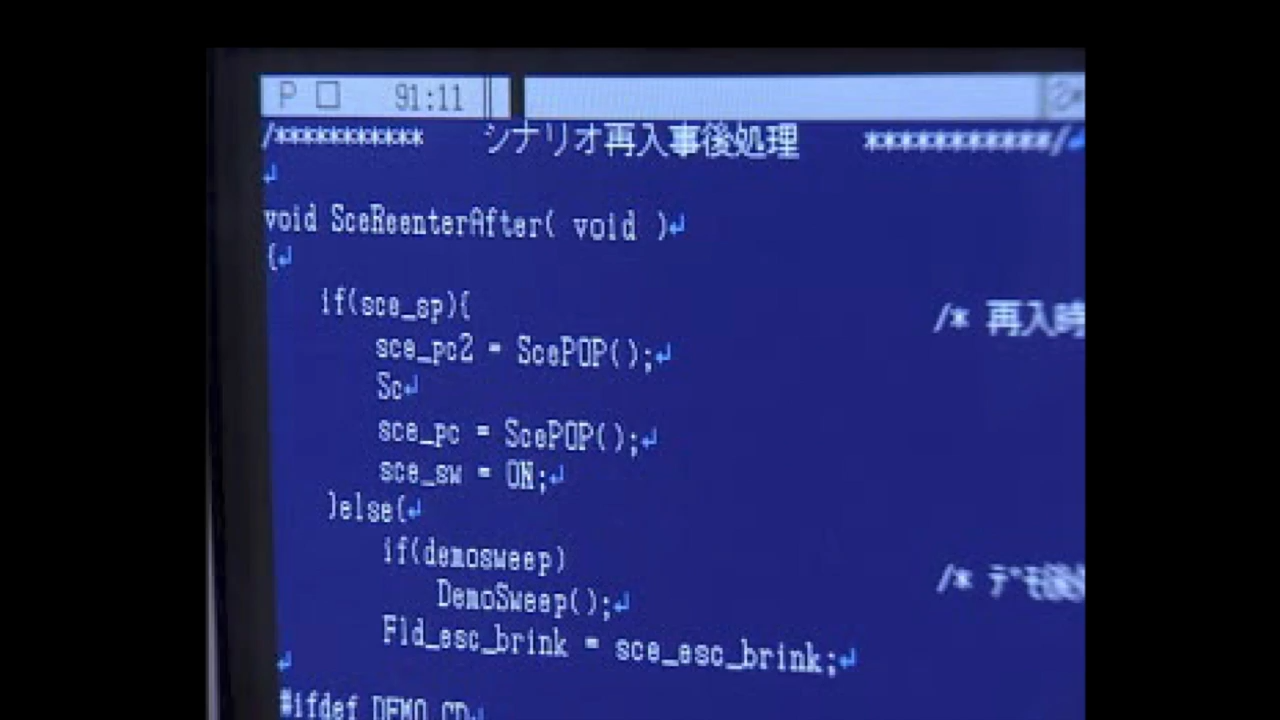 P □ 91:11
/*********** シナリオ再入事後処理 ***********/↵
↵
void SceReenterAfter( void )↵
{↵
if(sce_sp){ /* 再入時
sce_pc2 = ScePOP();↵
Sc↵
sce_pc = ScePOP();↵
sce_sw = ON;↵
}else{↵
if(demosweep)
DemoSweep();↵ /* デモ後
Fld_esc_brink = sce_esc_brink;↵
↵
#ifdef DEMO_CD↵